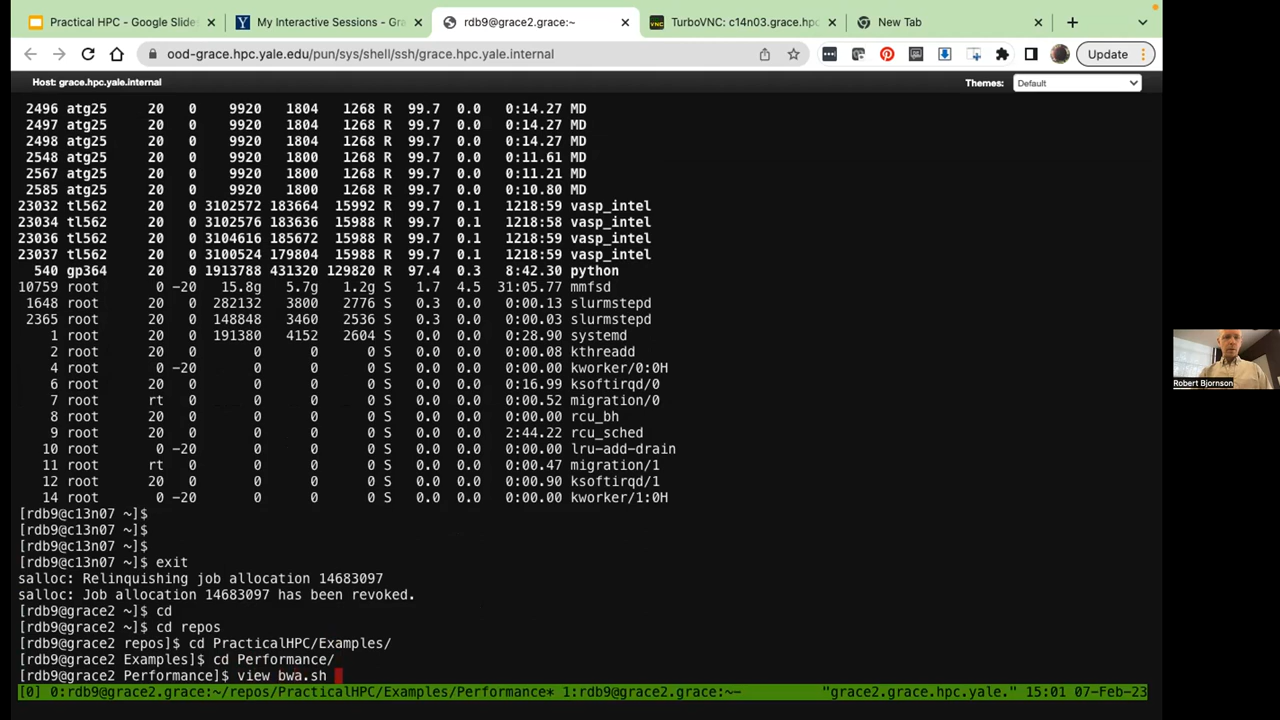 Practical HPC - Google Slides
My Interactive Sessions - G
rdb9@grace2.grace:~
TurboVNC: c14n03.grace.hpc.
New Tab
ood-grace.hpc.yale.edu/pun/sys/shell/ssh/grace.hpc.yale.internal
Update
Host: grace.hpc.yale.internal
Themes: Default
2496 atg25 20 0 9920 1804 1268 R 99.7 0.0 0:14.27 MD
2497 atg25 20 0 9920 1804 1268 R 99.7 0.0 0:14.27 MD
2498 atg25 20 0 9920 1804 1268 R 99.7 0.0 0:14.27 MD
2548 atg25 20 0 9920 1800 1268 R 99.7 0.0 0:11.61 MD
2567 atg25 20 0 9920 1800 1268 R 99.7 0.0 0:11.21 MD
2585 atg25 20 0 9920 1800 1268 R 99.7 0.0 0:10.80 MD
23032 tl562 20 0 3102572 183664 15992 R 99.7 0.1 1218:59 vasp_intel
23034 tl562 20 0 3102576 183636 15988 R 99.7 0.1 1218:58 vasp_intel
23036 tl562 20 0 3104616 185672 15988 R 99.7 0.1 1218:59 vasp_intel
23037 tl562 20 0 3100524 179804 15988 R 99.7 0.1 1218:59 vasp_intel
540 gp364 20 0 1913788 431320 129820 R 97.4 0.3 8:42.30 python
10759 root 0 -20 15.8g 5.7g 1.2g S 1.7 4.5 31:05.77 mmfsd
1648 root 20 0 282132 3800 2776 S 0.3 0.0 0:00.13 slurmstepd
2365 root 20 0 148848 3460 2536 S 0.3 0.0 0:00.03 slurmstepd
1 root 20 0 191380 4152 2604 S 0.0 0.0 0:28.90 systemd
2 root 20 0 0 0 0 S 0.0 0.0 0:00.08 kthreadd
4 root 0 -20 0 0 0 S 0.0 0.0 0:00.00 kworker/0:0H
6 root 20 0 0 0 0 S 0.0 0.0 0:16.99 ksoftirqd/0
7 root rt 0 0 0 0 S 0.0 0.0 0:00.52 migration/0
8 root 20 0 0 0 0 S 0.0 0.0 0:00.00 rcu_bh
9 root 20 0 0 0 0 S 0.0 0.0 2:44.22 rcu_sched
10 root 0 -20 0 0 0 S 0.0 0.0 0:00.00 lru-add-drain
11 root rt 0 0 0 0 S 0.0 0.0 0:00.47 migration/1
12 root 20 0 0 0 0 S 0.0 0.0 0:00.90 ksoftirqd/1
14 root 0 -20 0 0 0 S 0.0 0.0 0:00.00 kworker/1:0H
[rdb9@c13n07 ~]$
[rdb9@c13n07 ~]$
[rdb9@c13n07 ~]$
[rdb9@c13n07 ~]$ exit
salloc: Relinquishing job allocation 14683097
salloc: Job allocation 14683097 has been revoked.
[rdb9@grace2 ~]$ cd
[rdb9@grace2 ~]$ cd repos
[rdb9@grace2 repos]$ cd PracticalHPC/Examples/
[rdb9@grace2 Examples]$ cd Performance/
[rdb9@grace2 Performance]$ view bwa.sh
[0] 0:rdb9@grace2.grace:~/repos/PracticalHPC/Examples/Performance* 1:rdb9@grace2.grace:~- "grace2.grace.hpc.yale." 15:01 07-Feb-23
Robert Bjornson